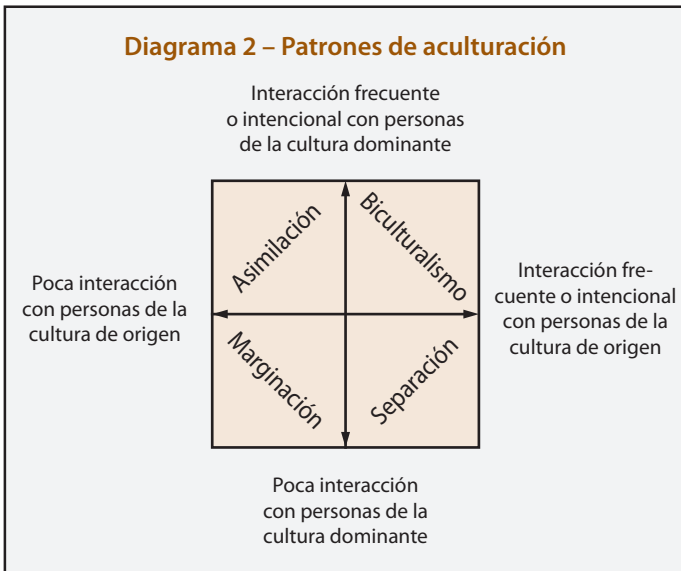 Diagrama 2 – Patrones de aculturación
Interacción frecuente
o intencional con personas
de la cultura dominante
Asimilación
Biculturalismo
Poca interacción
con personas de la
cultura de origen
Interacción fre-
cuente o intencional
con personas de la
cultura de origen
Marginación
Separación
Poca interacción
con personas de la
cultura dominante